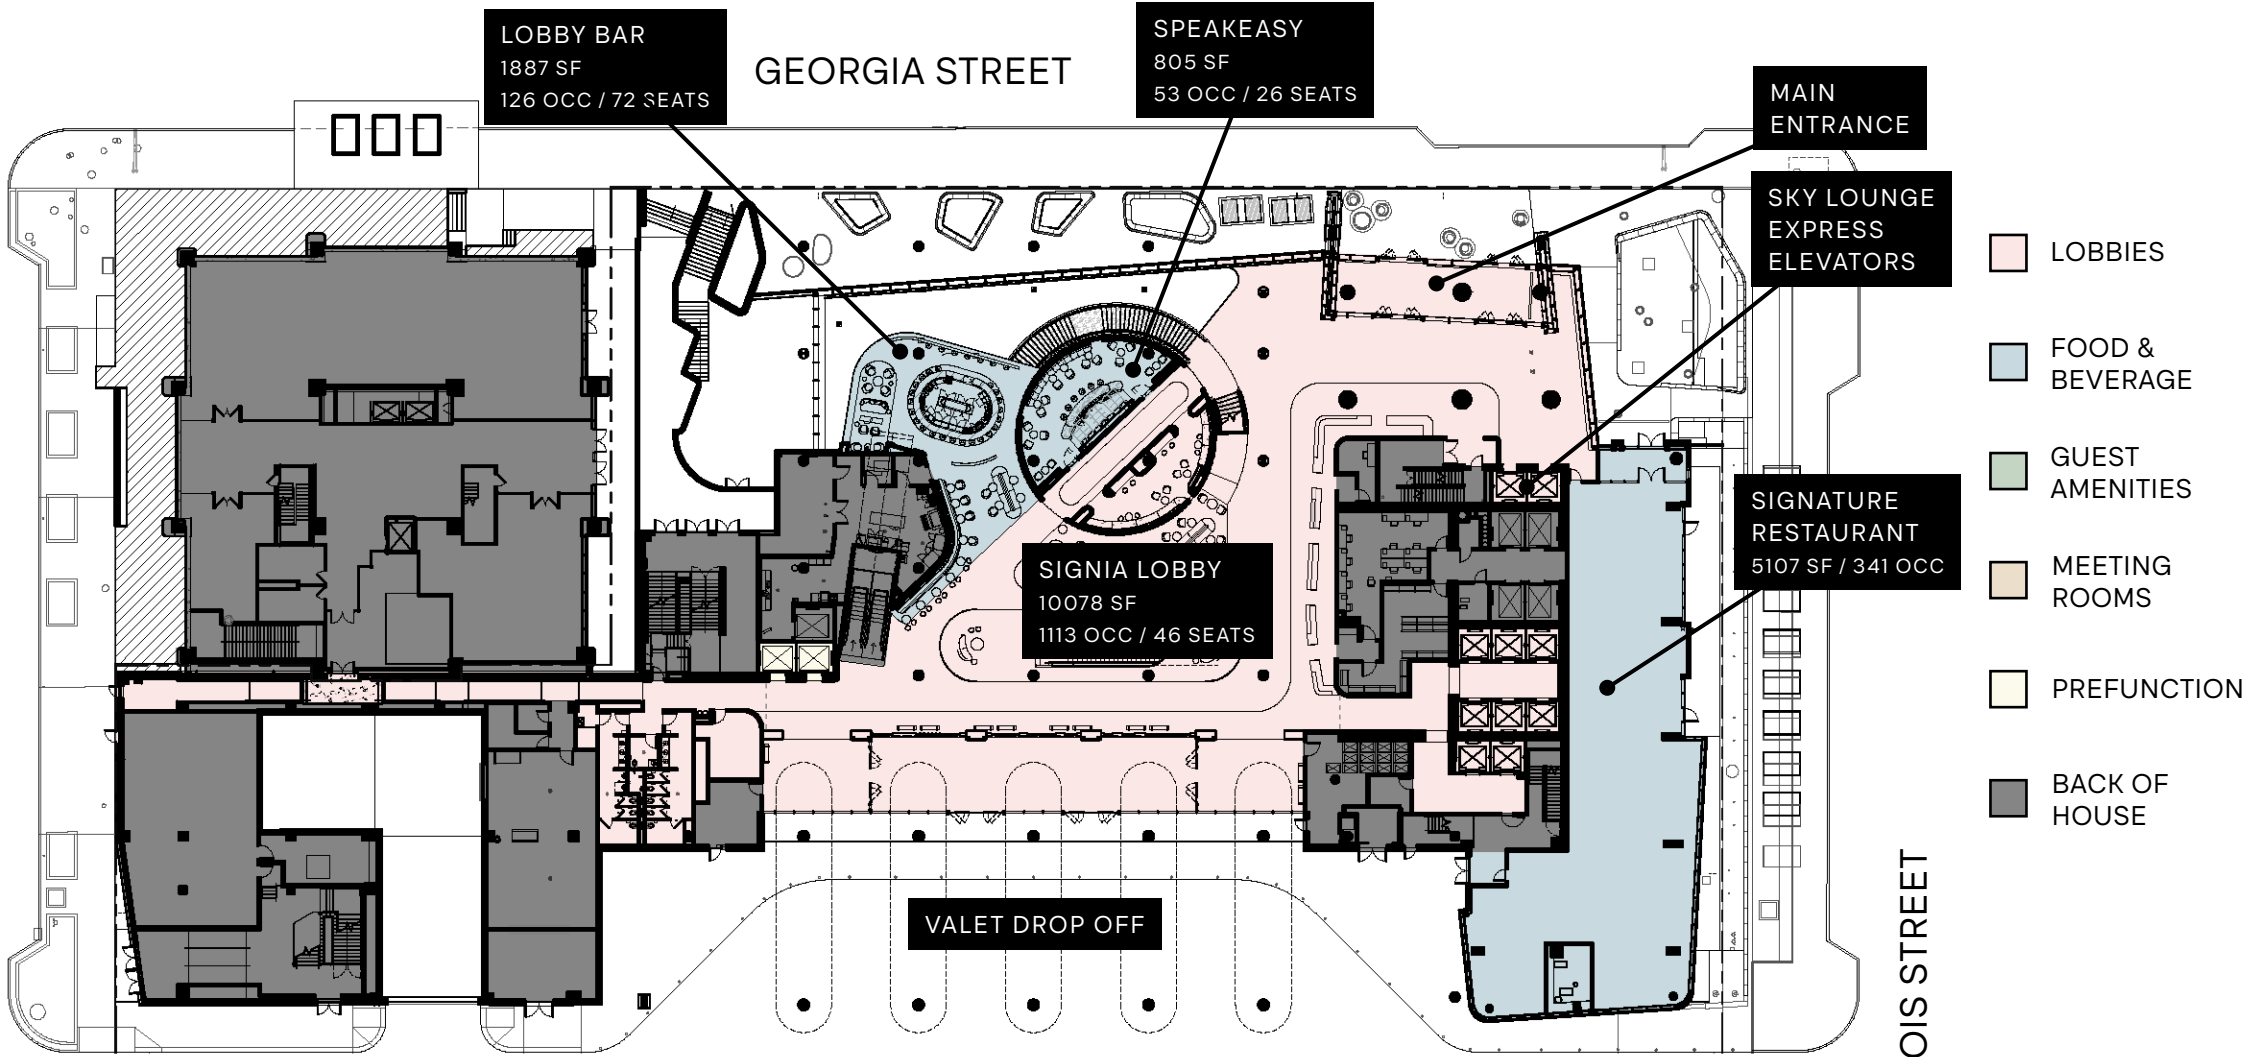 LOBBY BAR
1887 SF
126 OCC / 72 SEATS
GEORGIA STREET
SPEAKEASY
805 SF
53 OCC / 26 SEATS
MAIN
ENTRANCE
SKY LOUNGE
EXPRESS
ELEVATORS
SIGNATURE
RESTAURANT
5107 SF / 341 OCC
SIGNIA LOBBY
10078 SF
1113 OCC / 46 SEATS
VALET DROP OFF
OIS STREET
LOBBIES
FOOD &
BEVERAGE
GUEST
AMENITIES
MEETING
ROOMS
PREFUNCTION
BACK OF
HOUSE